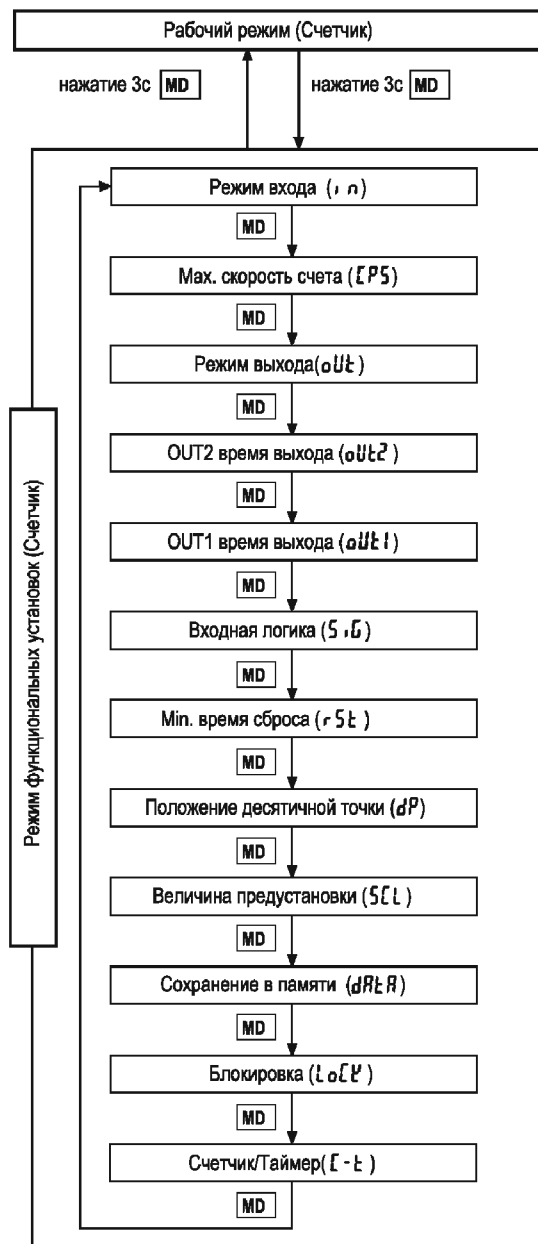 Рабочий режим (Счетчик)
нажатие 3с MD нажатие 3с MD
Режим функциональных установок (Счетчик)
Режим входа (in)
MD
Max. скорость счета (CPS)
MD
Режим выхода(oUt)
MD
OUT2 время выхода (oUt2)
MD
OUT1 время выхода (oUt1)
MD
Входная логика (SiG)
MD
Min. время сброса (rSt)
MD
Положение десятичной точки (dP)
MD
Величина предустановки (SCL)
MD
Сохранение в памяти (dAtA)
MD
Блокировка (LoCK)
MD
Счетчик/Таймер(C-t)
MD